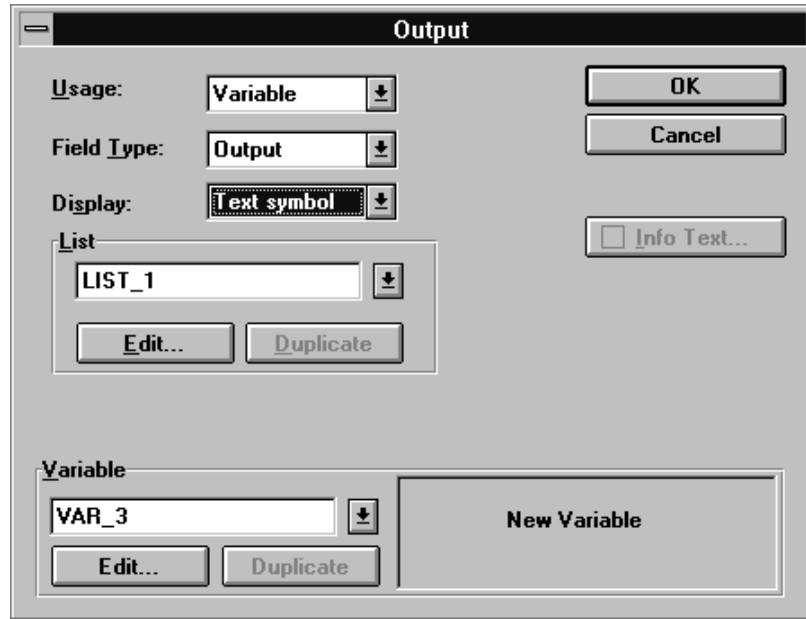 Output
Usage: Variable OK
Field Type: Output Cancel
Display: Text symbol
Info Text...
List
LIST_1
Edit... Duplicate
Variable
VAR_3 New Variable
Edit... Duplicate